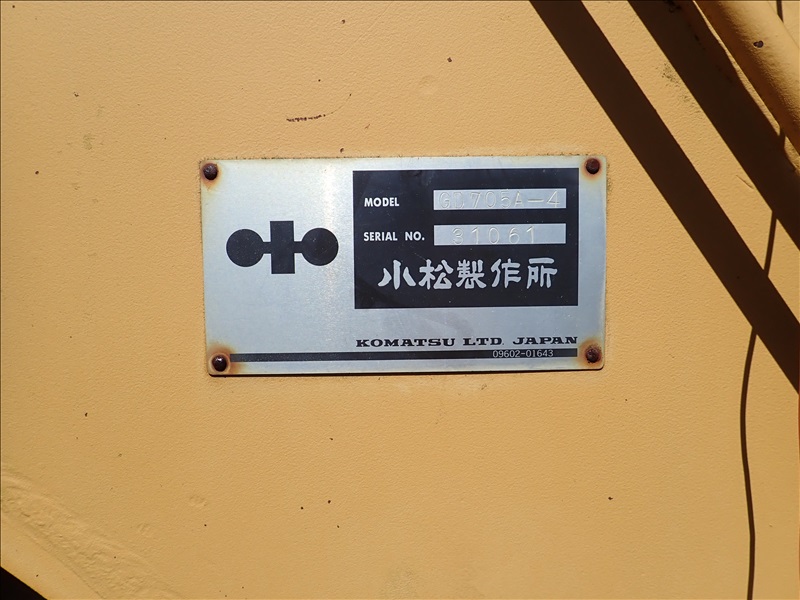 MODEL GD705A-4
SERIAL NO. 31061
小松製作所
KOMATSU LTD. JAPAN
09602-01643